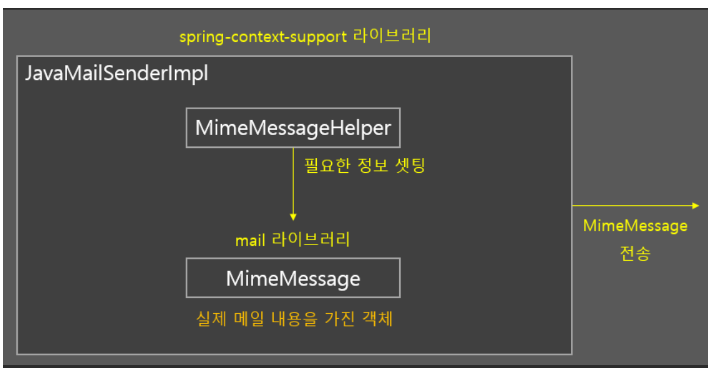 spring-context-support 라이브러리
JavaMailSenderImpl
MimeMessageHelper
필요한 정보 셋팅
mail 라이브러리
MimeMessage
실제 메일 내용을 가진 객체
MimeMessage
전송